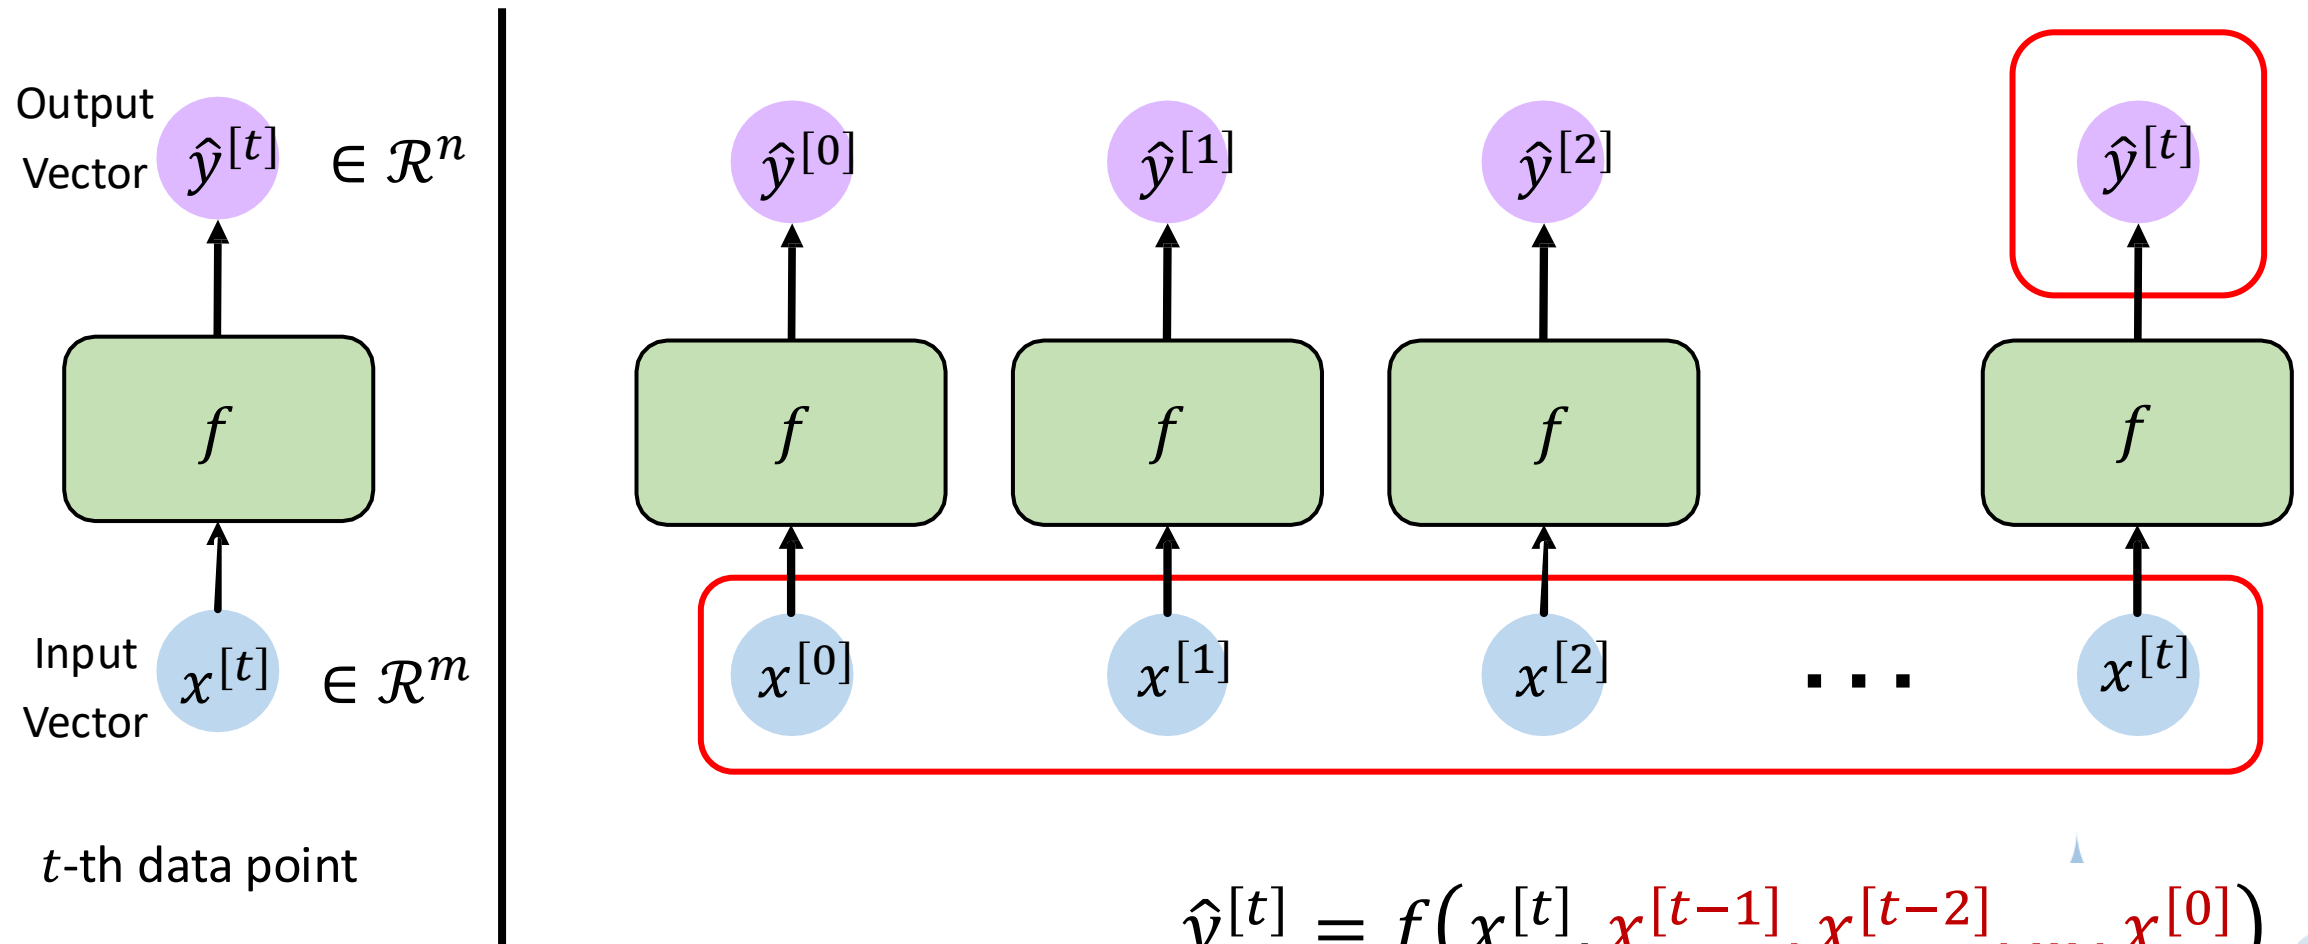 Output
Vector
ŷ^[t] ∈ ℛⁿ
f
Input
Vector
x^[t] ∈ ℛᵐ
t-th data point
ŷ^[0] ŷ^[1] ŷ^[2] ŷ^[t]
f f f f
x^[0] x^[1] x^[2] ... x^[t]
ŷ^[t] = f(x^[t], x^[t−1], x^[t−2], ..., x^[0])